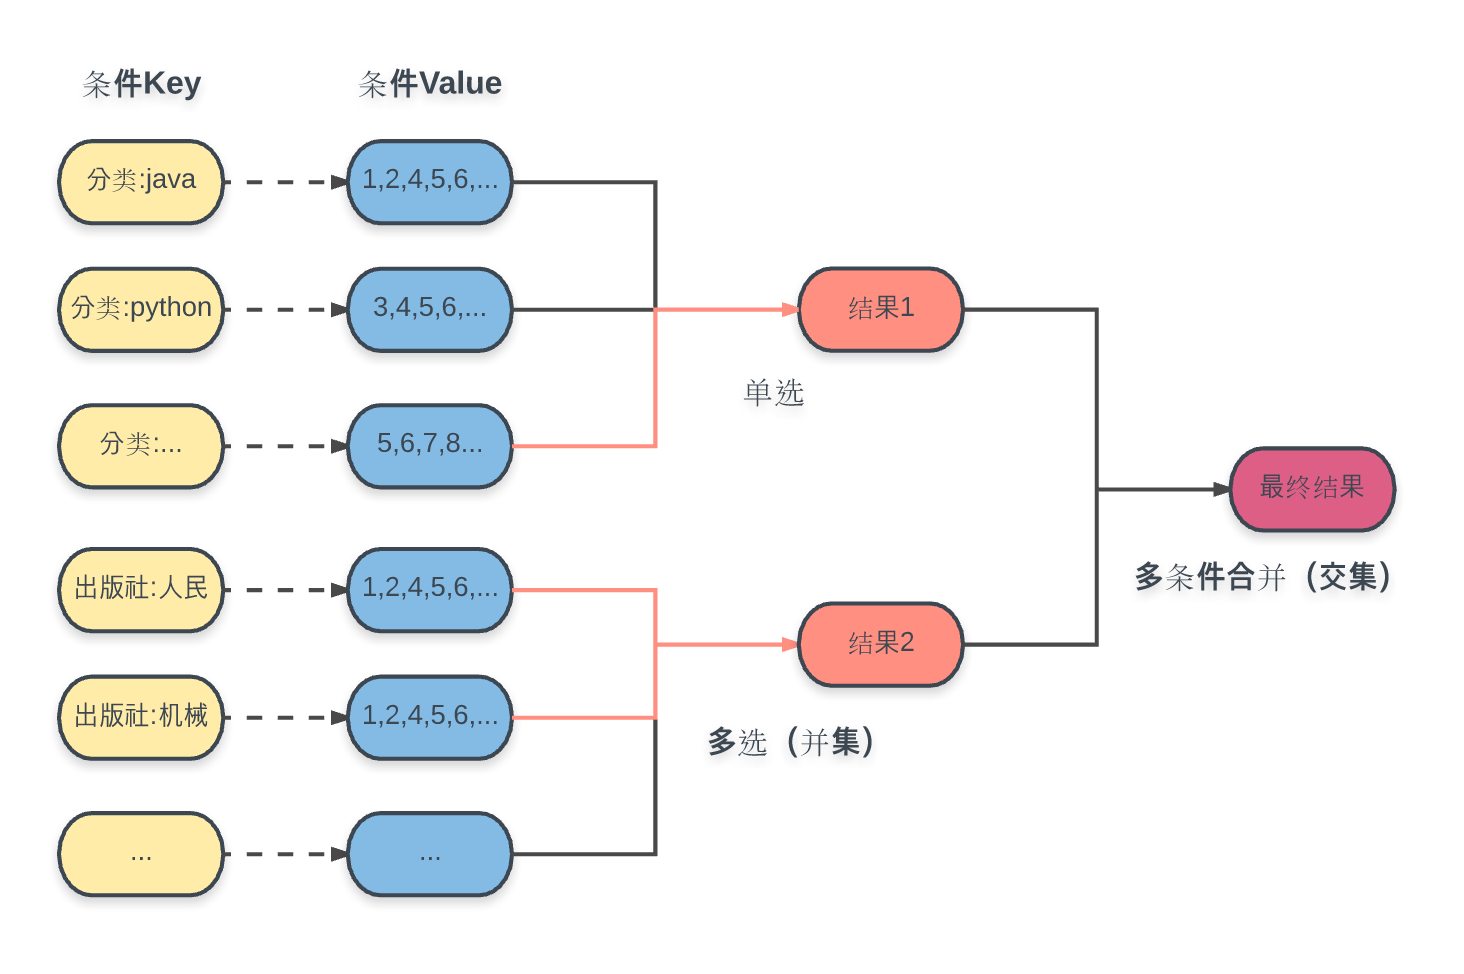 条件Key
条件Value
分类:java
1,2,4,5,6,...
分类:python
3,4,5,6,...
结果1
单选
分类:...
5,6,7,8...
最终结果
多条件合并（交集）
出版社:人民
1,2,4,5,6,...
结果2
出版社:机械
1,2,4,5,6,...
多选（并集）
...
...